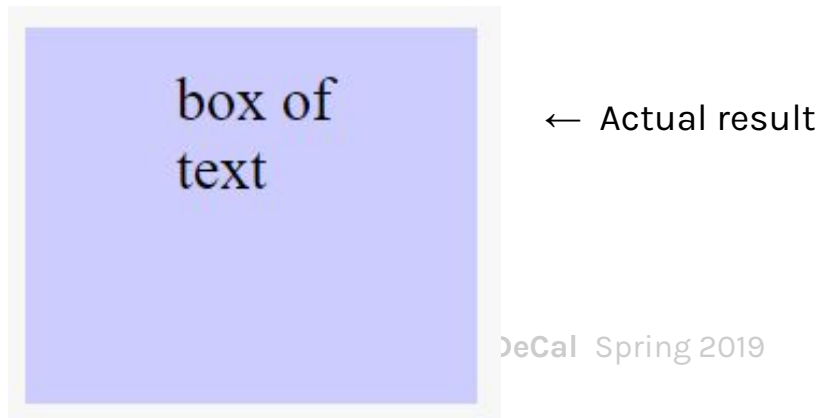 box of
text
← Actual result
DeCal Spring 2019